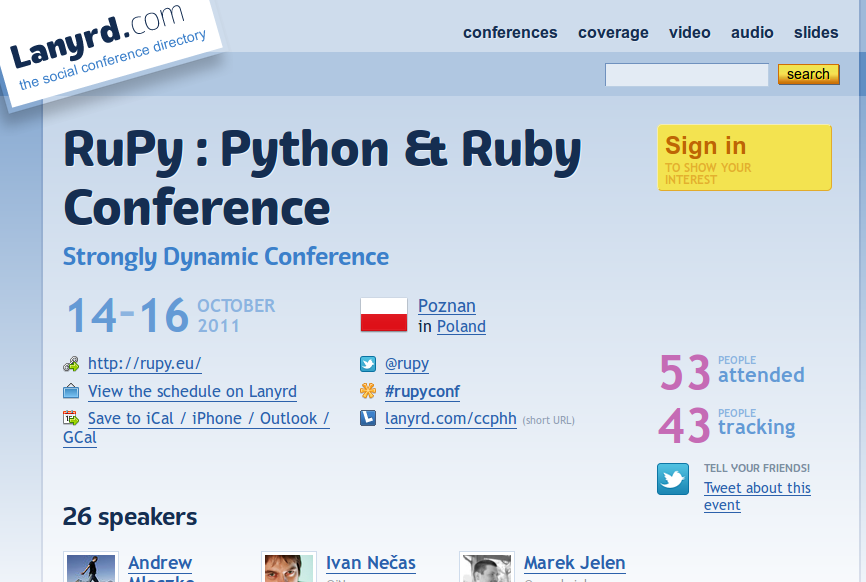 Lanyrd.com
the social conference directory
conferences coverage video audio slides
search
RuPy : Python & Ruby
Conference
Sign in
TO SHOW YOUR
INTEREST
Strongly Dynamic Conference
14-16 OCTOBER
2011
Poznan
in Poland
http://rupy.eu/
View the schedule on Lanyrd
Save to iCal / iPhone / Outlook /
GCal
@rupy
#rupyconf
lanyrd.com/ccphh (short URL)
53 PEOPLE
attended
43 PEOPLE
tracking
TELL YOUR FRIENDS!
Tweet about this
event
26 speakers
Andrew
Ivan Nečas
Marek Jelen